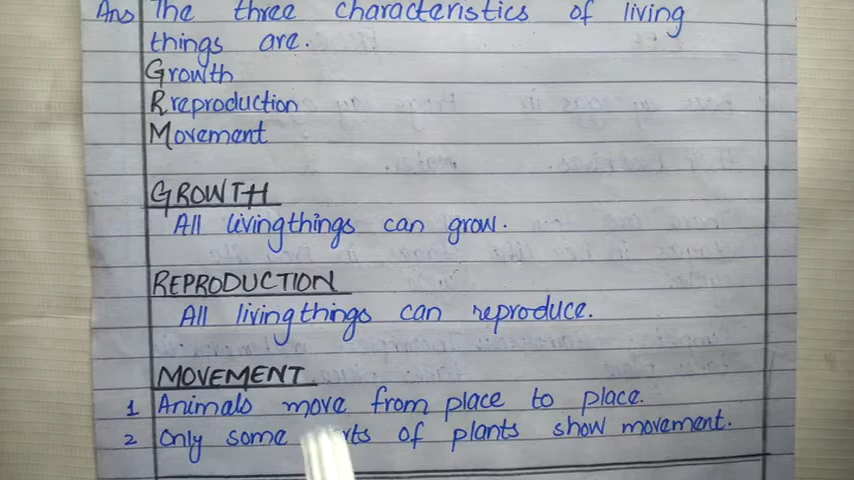 Ans The three characteristics of living
things are.
Growth
Rreproduction
Movement
GROWTH
All livingthings can grow.
REPRODUCTION
All livingthings can reproduce.
MOVEMENT.
1 Animals move from place to place.
2 Only some of plants show movement.